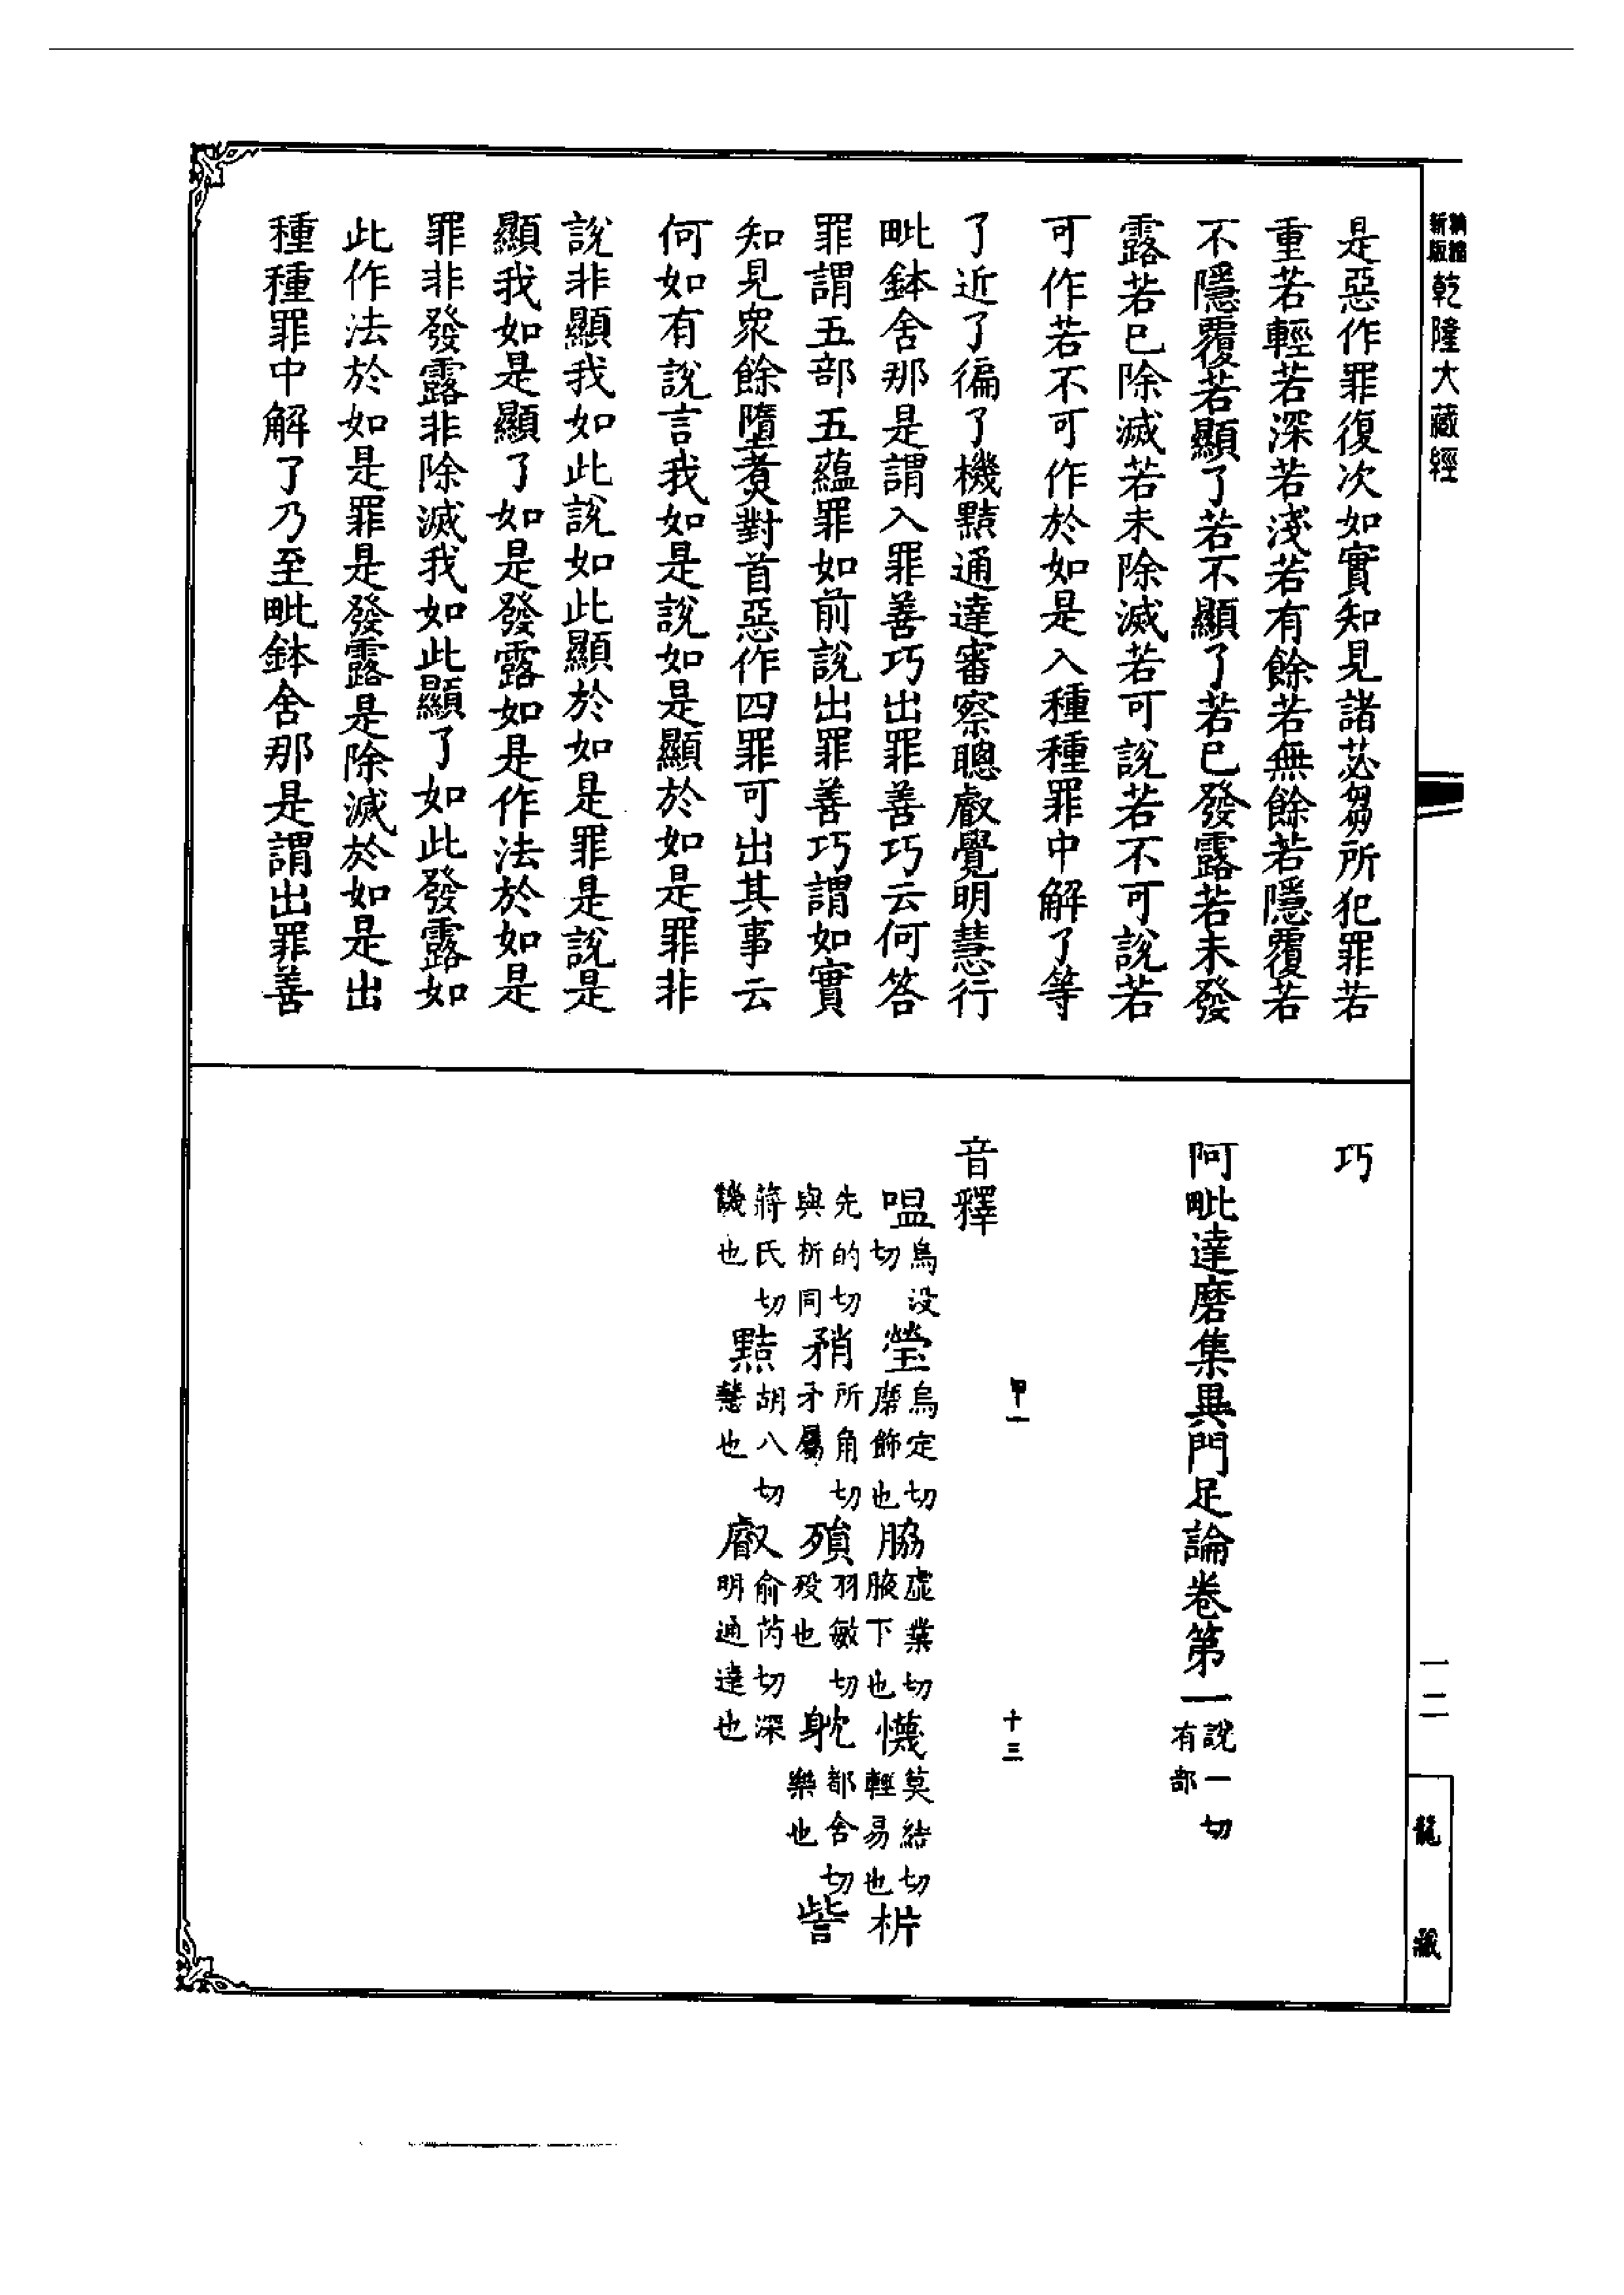 新版
乾隆大藏經
是惡作罪復次如實知見諸苾芻所犯罪若
重若輕若深若淺若有餘若無餘若隱覆若
不隱覆若顯了若不顯了若已發露若未發
露若已除滅若未除滅若可說若不可說若
可作若不可作於如是入種種罪中解了等
了近了徧了機黠通達審察聰叡覺明慧行
毗鉢舍那是謂入罪善巧出罪善巧云何答
罪謂五部五蘊罪如前說出罪善巧謂如實
知見眾餘墮煮對首惡作四罪可出其事云
何如有說言我如是說如是顯於如是罪非
說非顯我如此說如此顯於如是罪是說是
顯我如是顯了如是發露如是作法於如是
罪非發露非除滅我如此顯了如此發露如
此作法於如是罪是發露是除滅於如是出
種種罪中解了乃至毗鉢舍那是謂出罪善
巧
阿毗達磨集異門足論卷第一 說一切有部
甲一
十三
音釋
嗢 烏沒切 瑩 烏定切磨飾也 脇 虛業切腋下也 懱 莫結切輕易也 㭊
先的切與析同 矟 所角切矛屬 殞 羽敏切歿也 躭 都含切樂也 訾
蔣氏切譏也 黠 胡八切慧也 叡 俞芮切深明通達也
一二
龍藏